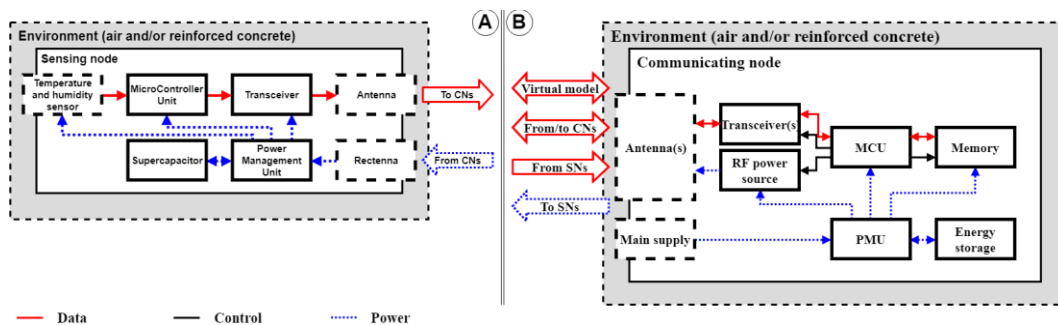 A
B
Environment (air and/or reinforced concrete)
Sensing node
Temperature
and humidity
sensor
MicroController
Unit
Transceiver
Antenna
To CNs
Supercapacitor
Power
Management
Unit
Rectenna
From CNs
Environment (air and/or reinforced concrete)
Communicating node
Virtual model
From/to CNs
From SNs
To SNs
Antenna(s)
Transceiver(s)
RF power
source
MCU
Memory
Main supply
PMU
Energy
storage
Data
Control
Power